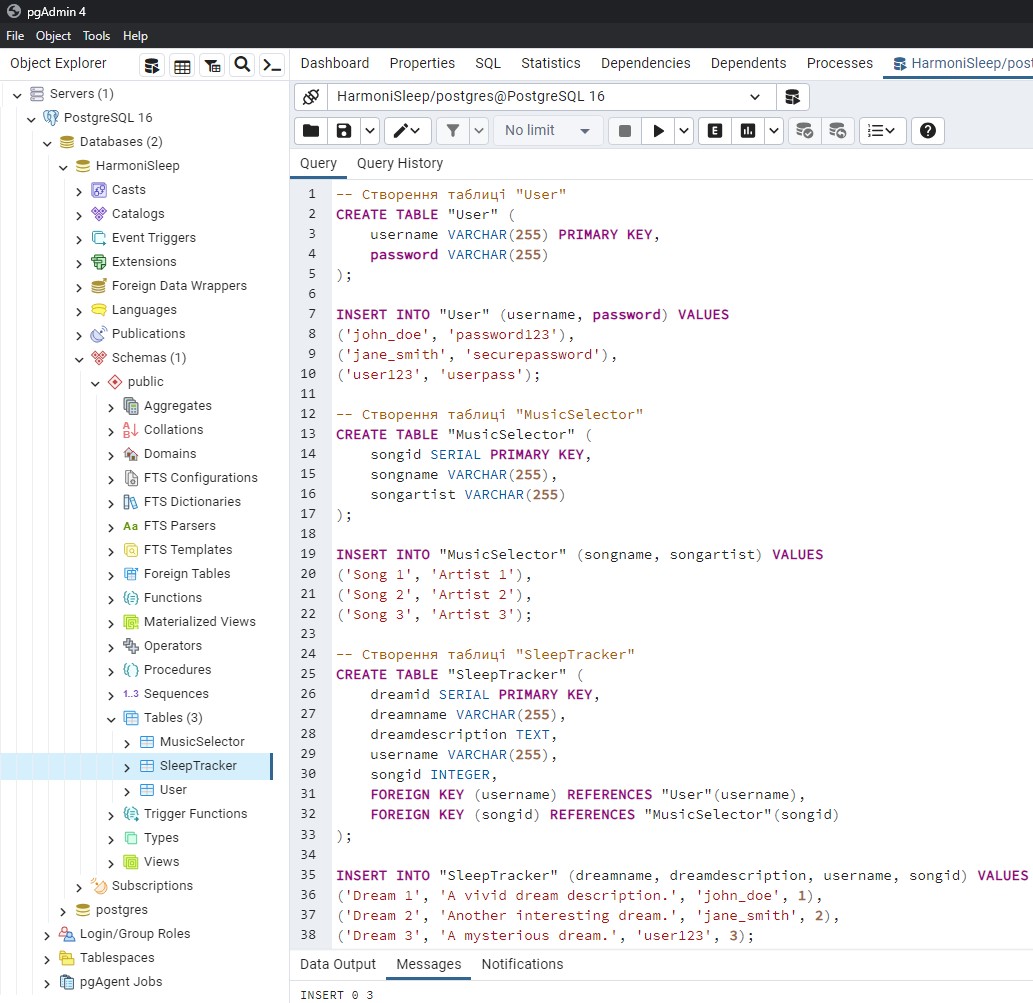 pgAdmin 4
File Object Tools Help
Object Explorer
Dashboard Properties SQL Statistics Dependencies Dependents Processes HarmoniSleep/post
Servers (1)
PostgreSQL 16
Databases (2)
HarmoniSleep
Casts
Catalogs
Event Triggers
Extensions
Foreign Data Wrappers
Languages
Publications
Schemas (1)
public
Aggregates
Collations
Domains
FTS Configurations
FTS Dictionaries
Aa FTS Parsers
FTS Templates
Foreign Tables
Functions
Materialized Views
Operators
Procedures
1..3 Sequences
Tables (3)
MusicSelector
SleepTracker
User
Trigger Functions
Types
Views
Subscriptions
postgres
Login/Group Roles
Tablespaces
pgAgent Jobs
HarmoniSleep/postgres@PostgreSQL 16
No limit E
Query Query History
1 -- Створення таблиці "User"
2 CREATE TABLE "User" (
3 username VARCHAR(255) PRIMARY KEY,
4 password VARCHAR(255)
5 );
6
7 INSERT INTO "User" (username, password) VALUES
8 ('john_doe', 'password123'),
9 ('jane_smith', 'securepassword'),
10 ('user123', 'userpass');
11
12 -- Створення таблиці "MusicSelector"
13 CREATE TABLE "MusicSelector" (
14 songid SERIAL PRIMARY KEY,
15 songname VARCHAR(255),
16 songartist VARCHAR(255)
17 );
18
19 INSERT INTO "MusicSelector" (songname, songartist) VALUES
20 ('Song 1', 'Artist 1'),
21 ('Song 2', 'Artist 2'),
22 ('Song 3', 'Artist 3');
23
24 -- Створення таблиці "SleepTracker"
25 CREATE TABLE "SleepTracker" (
26 dreamid SERIAL PRIMARY KEY,
27 dreamname VARCHAR(255),
28 dreamdescription TEXT,
29 username VARCHAR(255),
30 songid INTEGER,
31 FOREIGN KEY (username) REFERENCES "User"(username),
32 FOREIGN KEY (songid) REFERENCES "MusicSelector"(songid)
33 );
34
35 INSERT INTO "SleepTracker" (dreamname, dreamdescription, username, songid) VALUES
36 ('Dream 1', 'A vivid dream description.', 'john_doe', 1),
37 ('Dream 2', 'Another interesting dream.', 'jane_smith', 2),
38 ('Dream 3', 'A mysterious dream.', 'user123', 3);
Data Output Messages Notifications
INSERT 0 3